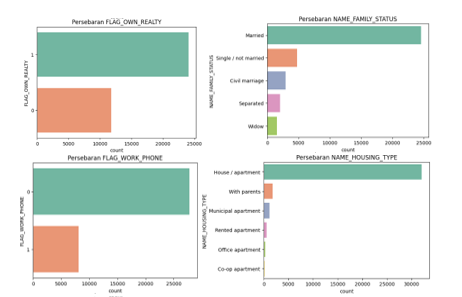 Persebaran FLAG_OWN_REALTY
FLAG_OWN_REALTY
1
0
0 5000 10000 15000 20000 25000
count
Persebaran NAME_FAMILY_STATUS
NAME_FAMILY_STATUS
Married
Single / not married
Civil marriage
Separated
Widow
0 5000 10000 15000 20000 25000
count
Persebaran FLAG_WORK_PHONE
FLAG_WORK_PHONE
0
1
0 5000 10000 15000 20000 25000
count
Persebaran NAME_HOUSING_TYPE
NAME_HOUSING_TYPE
House / apartment
With parents
Municipal apartment
Rented apartment
Office apartment
Co-op apartment
0 5000 10000 15000 20000 25000 30000
count